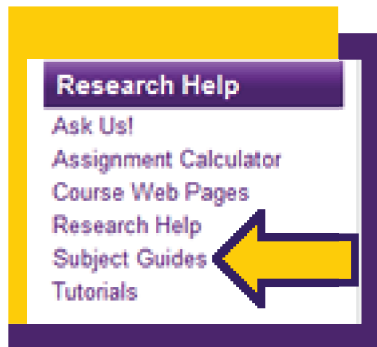 Research Help
Ask Us!
Assignment Calculator
Course Web Pages
Research Help
Subject Guides
Tutorials